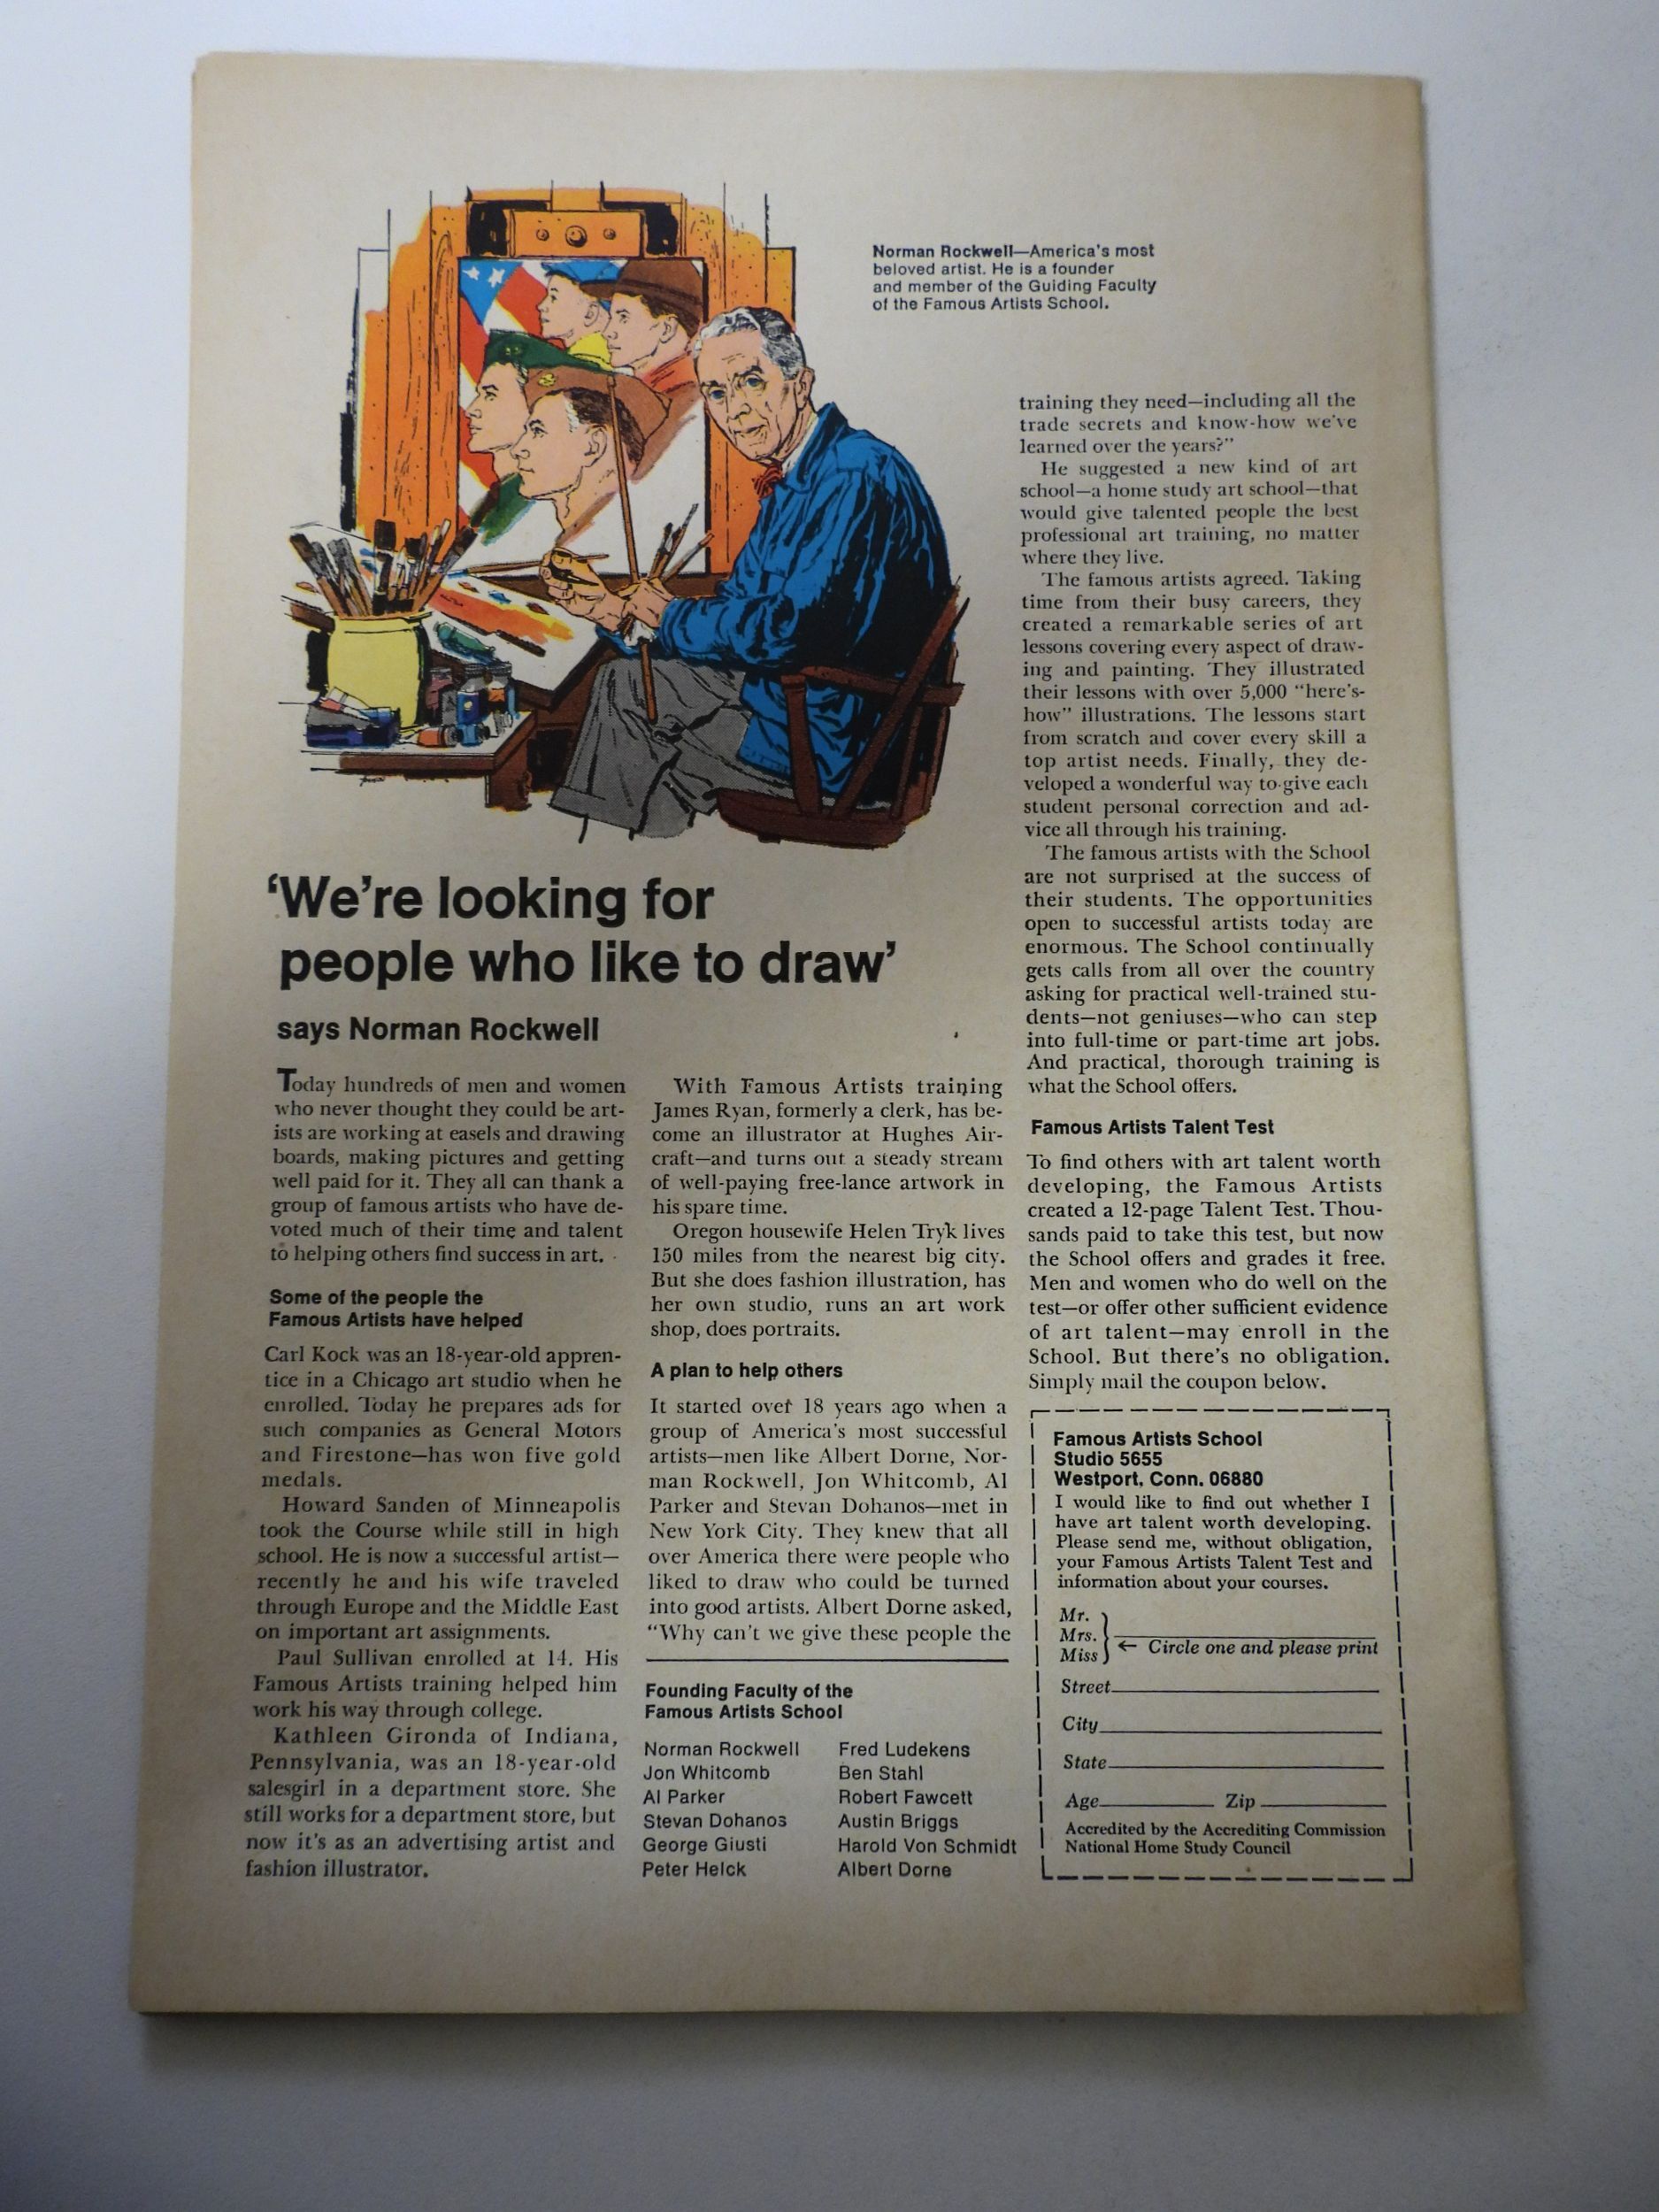 Norman Rockwell—America's most
beloved artist. He is a founder
and member of the Guiding Faculty
of the Famous Artists School.
'We're looking for
people who like to draw'
says Norman Rockwell
Today hundreds of men and women
who never thought they could be art-
ists are working at easels and drawing
boards, making pictures and getting
well paid for it. They all can thank a
group of famous artists who have de-
voted much of their time and talent
to helping others find success in art.
Some of the people the
Famous Artists have helped
Carl Kock was an 18-year-old appren-
tice in a Chicago art studio when he
enrolled. Today he prepares ads for
such companies as General Motors
and Firestone—has won five gold
medals.
Howard Sanden of Minneapolis
took the Course while still in high
school. He is now a successful artist—
recently he and his wife traveled
through Europe and the Middle East
on important art assignments.
Paul Sullivan enrolled at 14. His
Famous Artists training helped him
work his way through college.
Kathleen Gironda of Indiana,
Pennsylvania, was an 18-year-old
salesgirl in a department store. She
still works for a department store, but
now it's as an advertising artist and
fashion illustrator.
With Famous Artists training
James Ryan, formerly a clerk, has be-
come an illustrator at Hughes Air-
craft—and turns out a steady stream
of well-paying free-lance artwork in
his spare time.
Oregon housewife Helen Tryk lives
150 miles from the nearest big city.
But she does fashion illustration, has
her own studio, runs an art work
shop, does portraits.
A plan to help others
It started over 18 years ago when a
group of America's most successful
artists—men like Albert Dorne, Nor-
man Rockwell, Jon Whitcomb, Al
Parker and Stevan Dohanos—met in
New York City. They knew that all
over America there were people who
liked to draw who could be turned
into good artists. Albert Dorne asked,
"Why can't we give these people the
Founding Faculty of the
Famous Artists School
Norman Rockwell
Jon Whitcomb
Al Parker
Stevan Dohanos
George Giusti
Peter Helck
Fred Ludekens
Ben Stahl
Robert Fawcett
Austin Briggs
Harold Von Schmidt
Albert Dorne
training they need—including all the
trade secrets and know-how we've
learned over the years?"
He suggested a new kind of art
school—a home study art school—that
would give talented people the best
professional art training, no matter
where they live.
The famous artists agreed. Taking
time from their busy careers, they
created a remarkable series of art
lessons covering every aspect of draw-
ing and painting. They illustrated
their lessons with over 5,000 "here's-
how" illustrations. The lessons start
from scratch and cover every skill a
top artist needs. Finally, they de-
veloped a wonderful way to give each
student personal correction and ad-
vice all through his training.
The famous artists with the School
are not surprised at the success of
their students. The opportunities
open to successful artists today are
enormous. The School continually
gets calls from all over the country
asking for practical well-trained stu-
dents—not geniuses—who can step
into full-time or part-time art jobs.
And practical, thorough training is
what the School offers.
Famous Artists Talent Test
To find others with art talent worth
developing, the Famous Artists
created a 12-page Talent Test. Thou-
sands paid to take this test, but now
the School offers and grades it free.
Men and women who do well on the
test—or offer other sufficient evidence
of art talent—may enroll in the
School. But there's no obligation.
Simply mail the coupon below.
Famous Artists School
Studio 5655
Westport, Conn. 06880
I would like to find out whether I
have art talent worth developing.
Please send me, without obligation,
your Famous Artists Talent Test and
information about your courses.
Mr.
Mrs.
Miss
← Circle one and please print
Street
City
State
Age Zip
Accredited by the Accrediting Commission
National Home Study Council